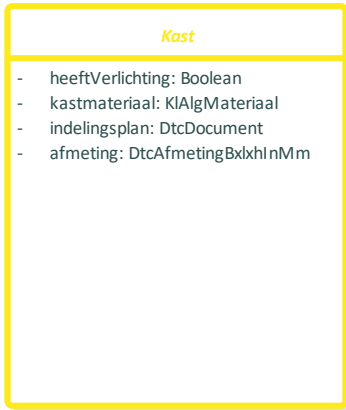 Kast
- heeftVerlichting: Boolean
- kastmateriaal: KlAlgMateriaal
- indelingsplan: DtcDocument
- afmeting: DtcAfmetingBxlxhInMm